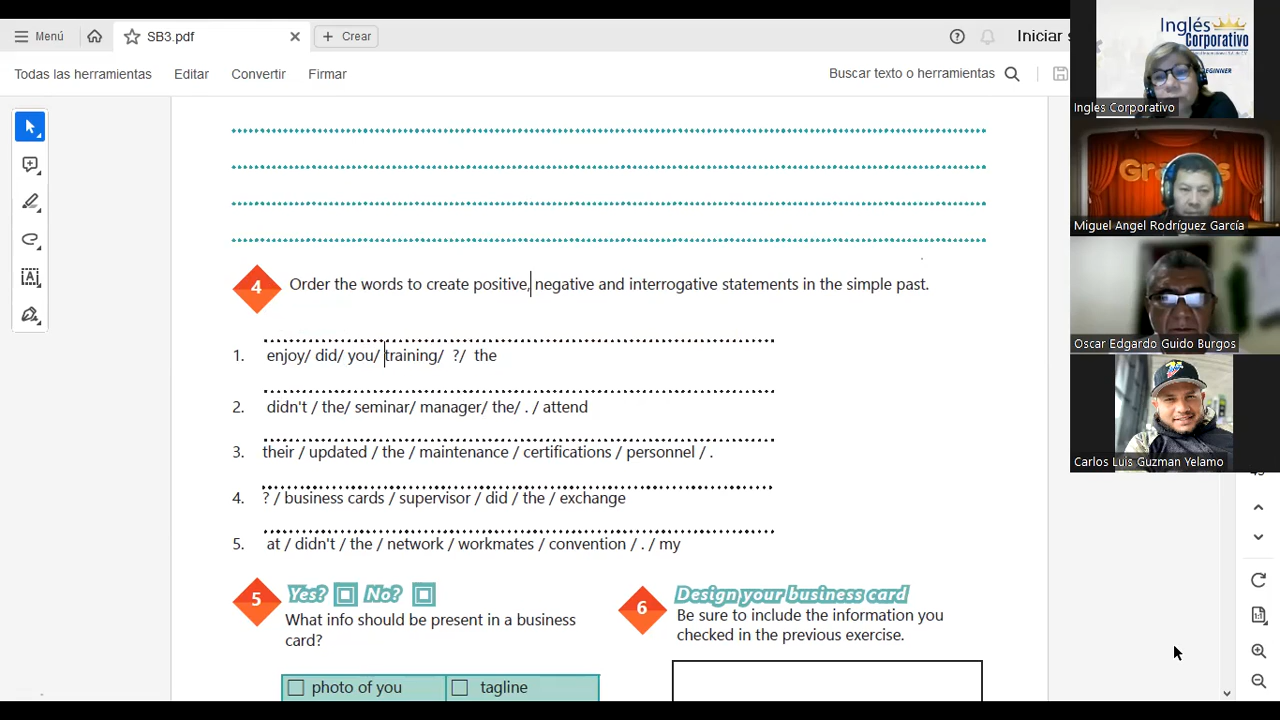 Menú
SB3.pdf
Crear
Iniciar s
Todas las herramientas
Editar
Convertir
Firmar
Buscar texto o herramientas
4
Order the words to create positive, negative and interrogative statements in the simple past.
1. enjoy/ did/ you/ training/ ?/ the
2. didn't / the/ seminar/ manager/ the/ . / attend
3. their / updated / the / maintenance / certifications / personnel / .
4. ? / business cards / supervisor / did / the / exchange
5. at / didn't / the / network / workmates / convention / . / my
5
Yes? No?
What info should be present in a business
card?
photo of you
tagline
6
Design your business card
Be sure to include the information you
checked in the previous exercise.
Inglés
Corporativo
Ingles Corporativo
Miguel Angel Rodríguez García
Oscar Edgardo Guido Burgos
Carlos Luis Guzman Yelamo